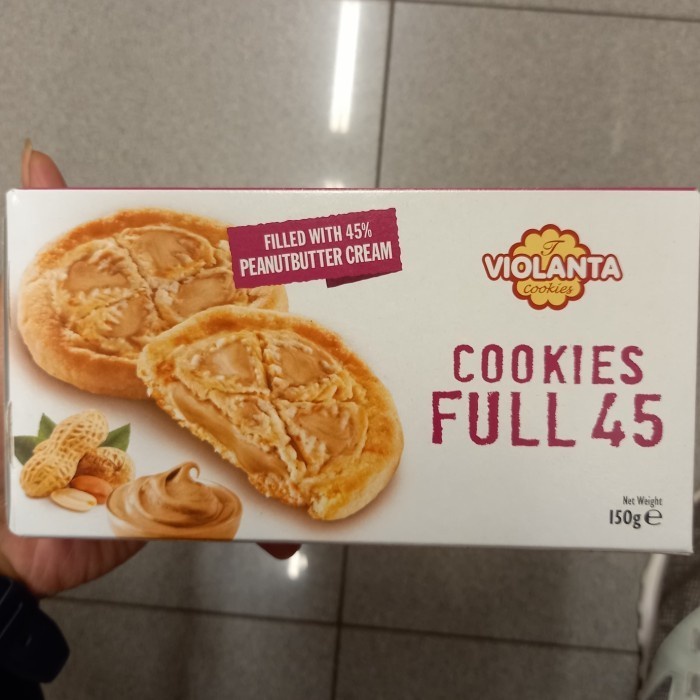 FILLED WITH 45%
PEANUTBUTTER CREAM
T
VIOLANTA
Cookies
COOKIES
FULL 45
Net Weight
150g e